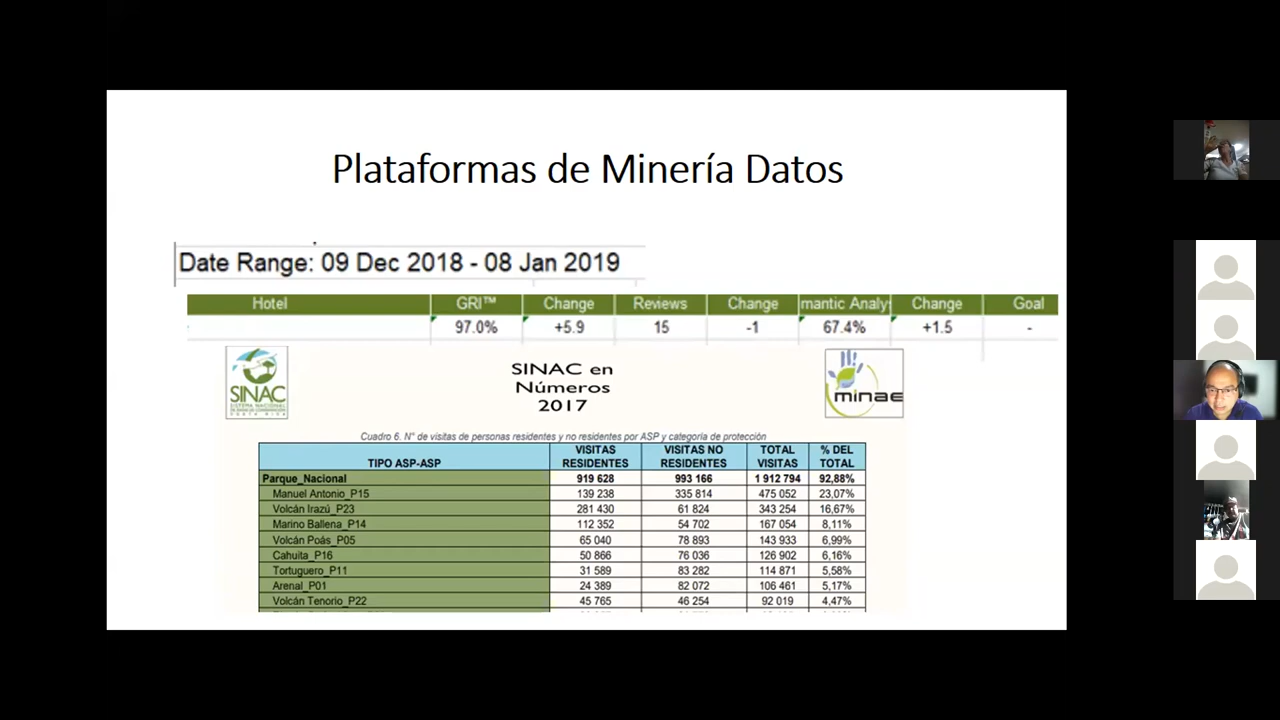 Plataformas de Minería Datos
Date Range: 09 Dec 2018 - 08 Jan 2019
Hotel GRI™ Change Reviews Change mantic Analys Change Goal
97.0% +5.9 15 -1 67.4% +1.5 -
SINAC
SINAC en
Números
2017
minae
Cuadro 6. N° de visitas de personas residentes y no residentes por ASP y categoría de protección
TIPO ASP-ASP VISITAS RESIDENTES VISITAS NO RESIDENTES TOTAL VISITAS % DEL TOTAL
Parque_Nacional 919 628 993 166 1 912 794 92,88%
Manuel Antonio_P15 139 238 335 814 475 052 23,07%
Volcán Irazú_P23 281 430 61 824 343 254 16,67%
Marino Ballena_P14 112 352 54 702 167 054 8,11%
Volcán Poás_P05 65 040 78 893 143 933 6,99%
Cahuita_P16 50 866 76 036 126 902 6,16%
Tortuguero_P11 31 589 83 282 114 871 5,58%
Arenal_P01 24 389 82 072 106 461 5,17%
Volcán Tenorio_P22 45 765 46 254 92 019 4,47%